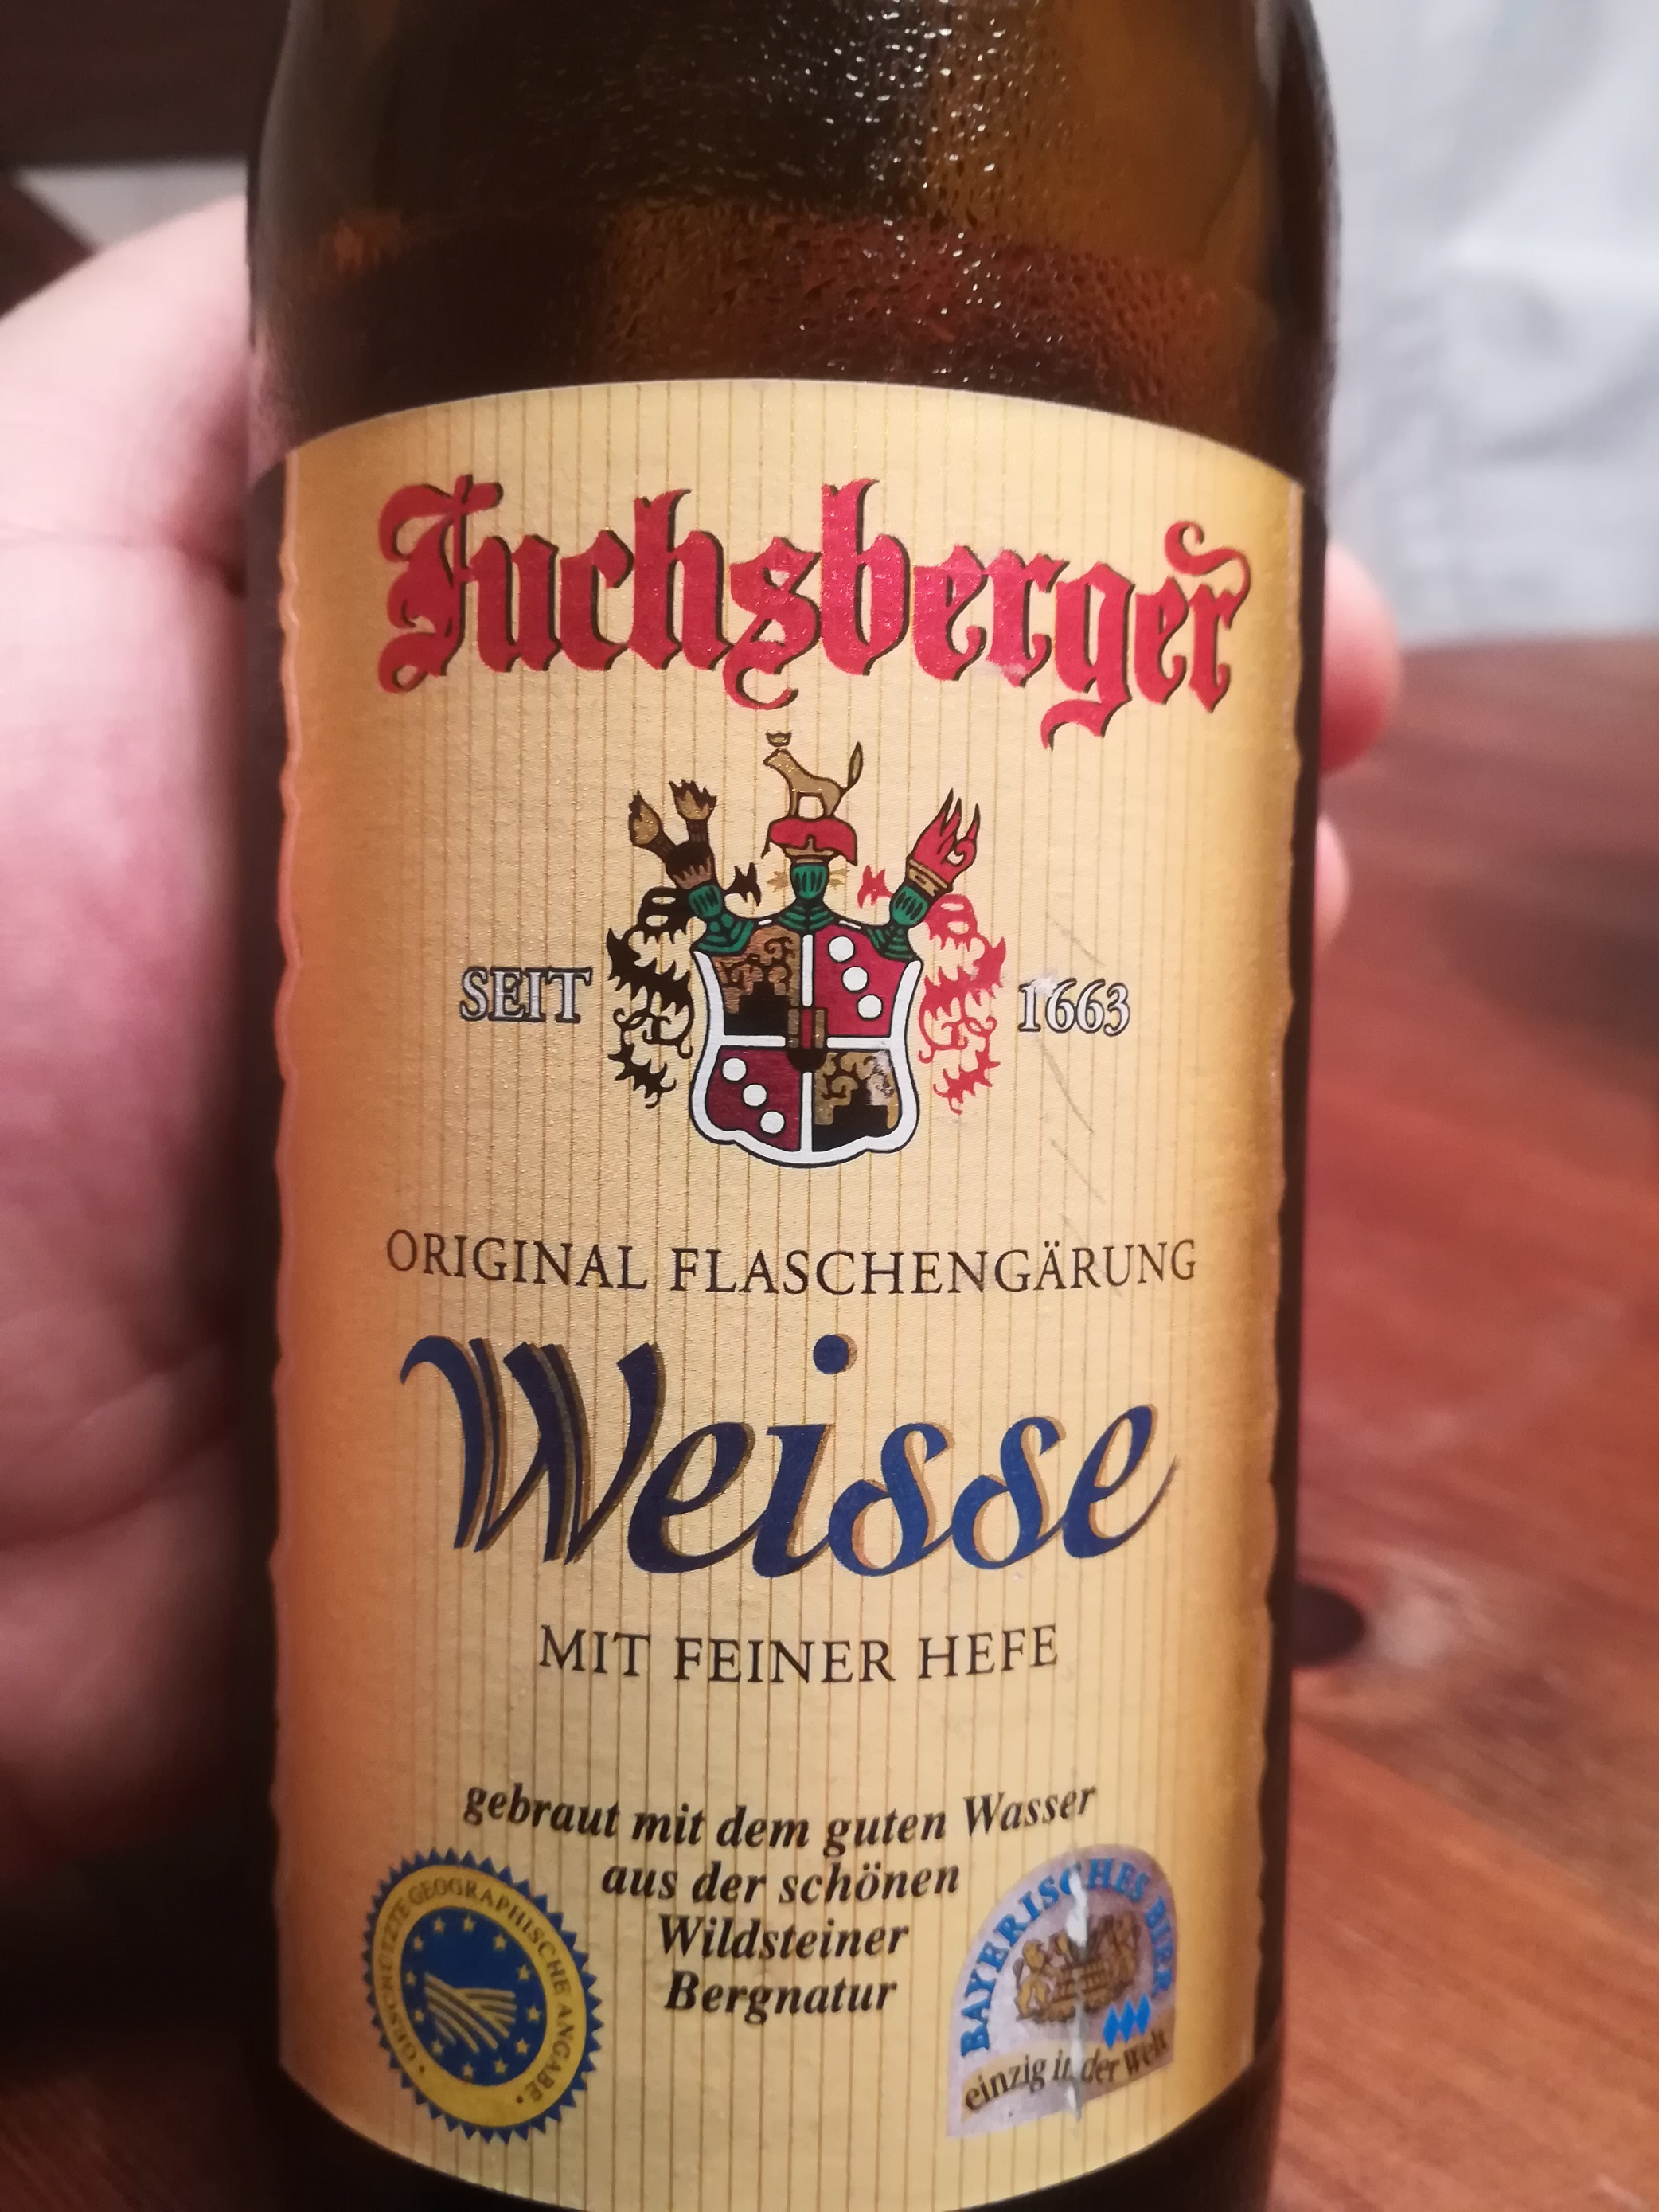 Fuchsberger
SEIT 1663
ORIGINAL FLASCHENGÄRUNG
Weisse
MIT FEINER HEFE
gebraut mit dem guten Wasser
aus der schönen
Wildsteiner
Bergnatur
GESCHÜTZTE GEOGRAPHISCHE ANGABE
BAYERISCHES BIER
einzig in der Welt